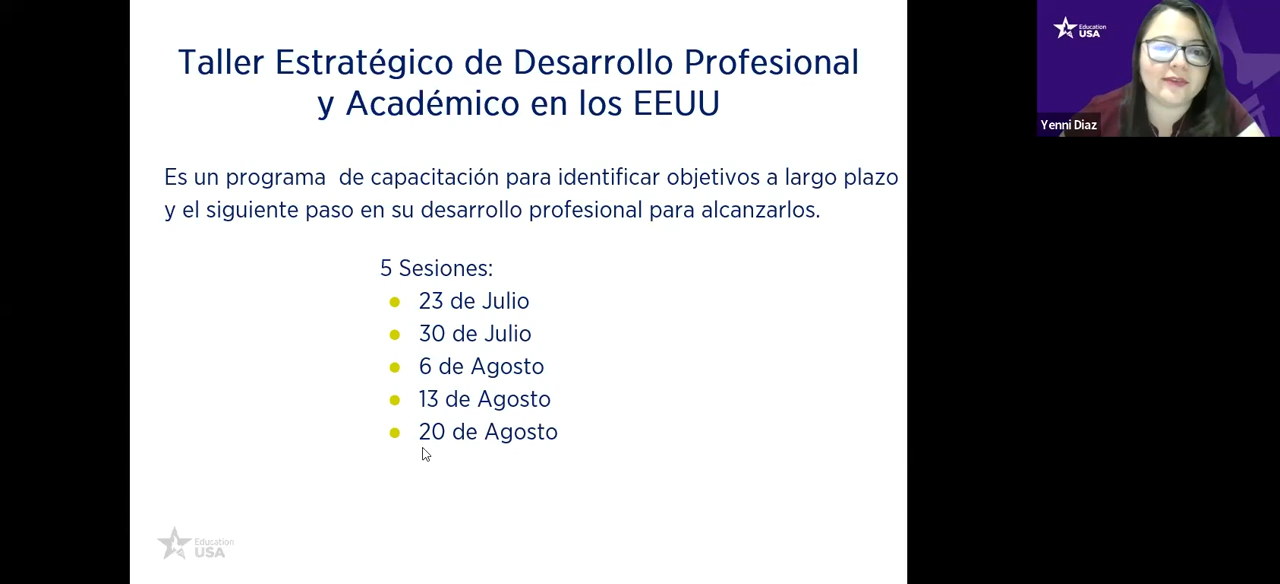 Taller Estratégico de Desarrollo Profesional
y Académico en los EEUU
Es un programa de capacitación para identificar objetivos a largo plazo
y el siguiente paso en su desarrollo profesional para alcanzarlos.
5 Sesiones:
23 de Julio
30 de Julio
6 de Agosto
13 de Agosto
20 de Agosto
Education
USA
Education
USA
Yenni Diaz